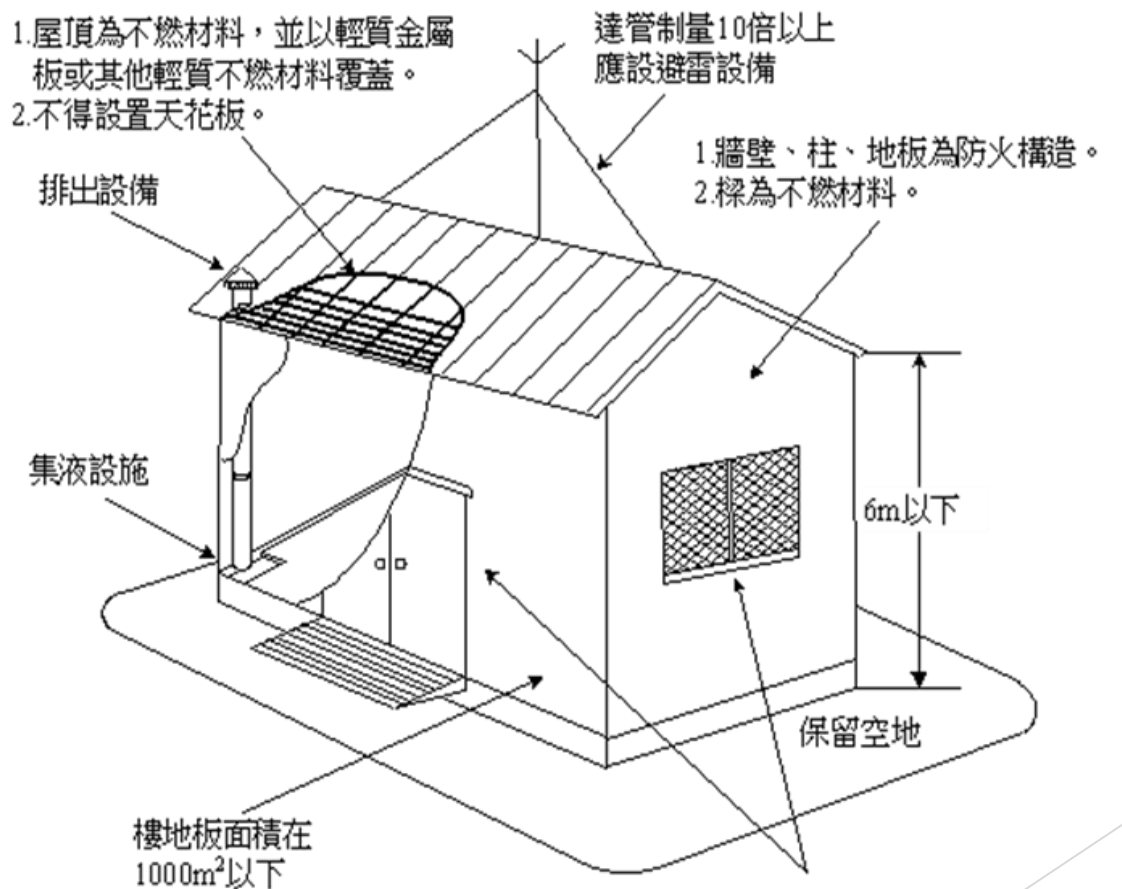 1.屋頂為不燃材料，並以輕質金屬
板或其他輕質不燃材料覆蓋。
2.不得設置天花板。
達管制量10倍以上
應設避雷設備
1.牆壁、柱、地板為防火構造。
2.樑為不燃材料。
排出設備
集液設施
6m以下
保留空地
樓地板面積在
1000m²以下